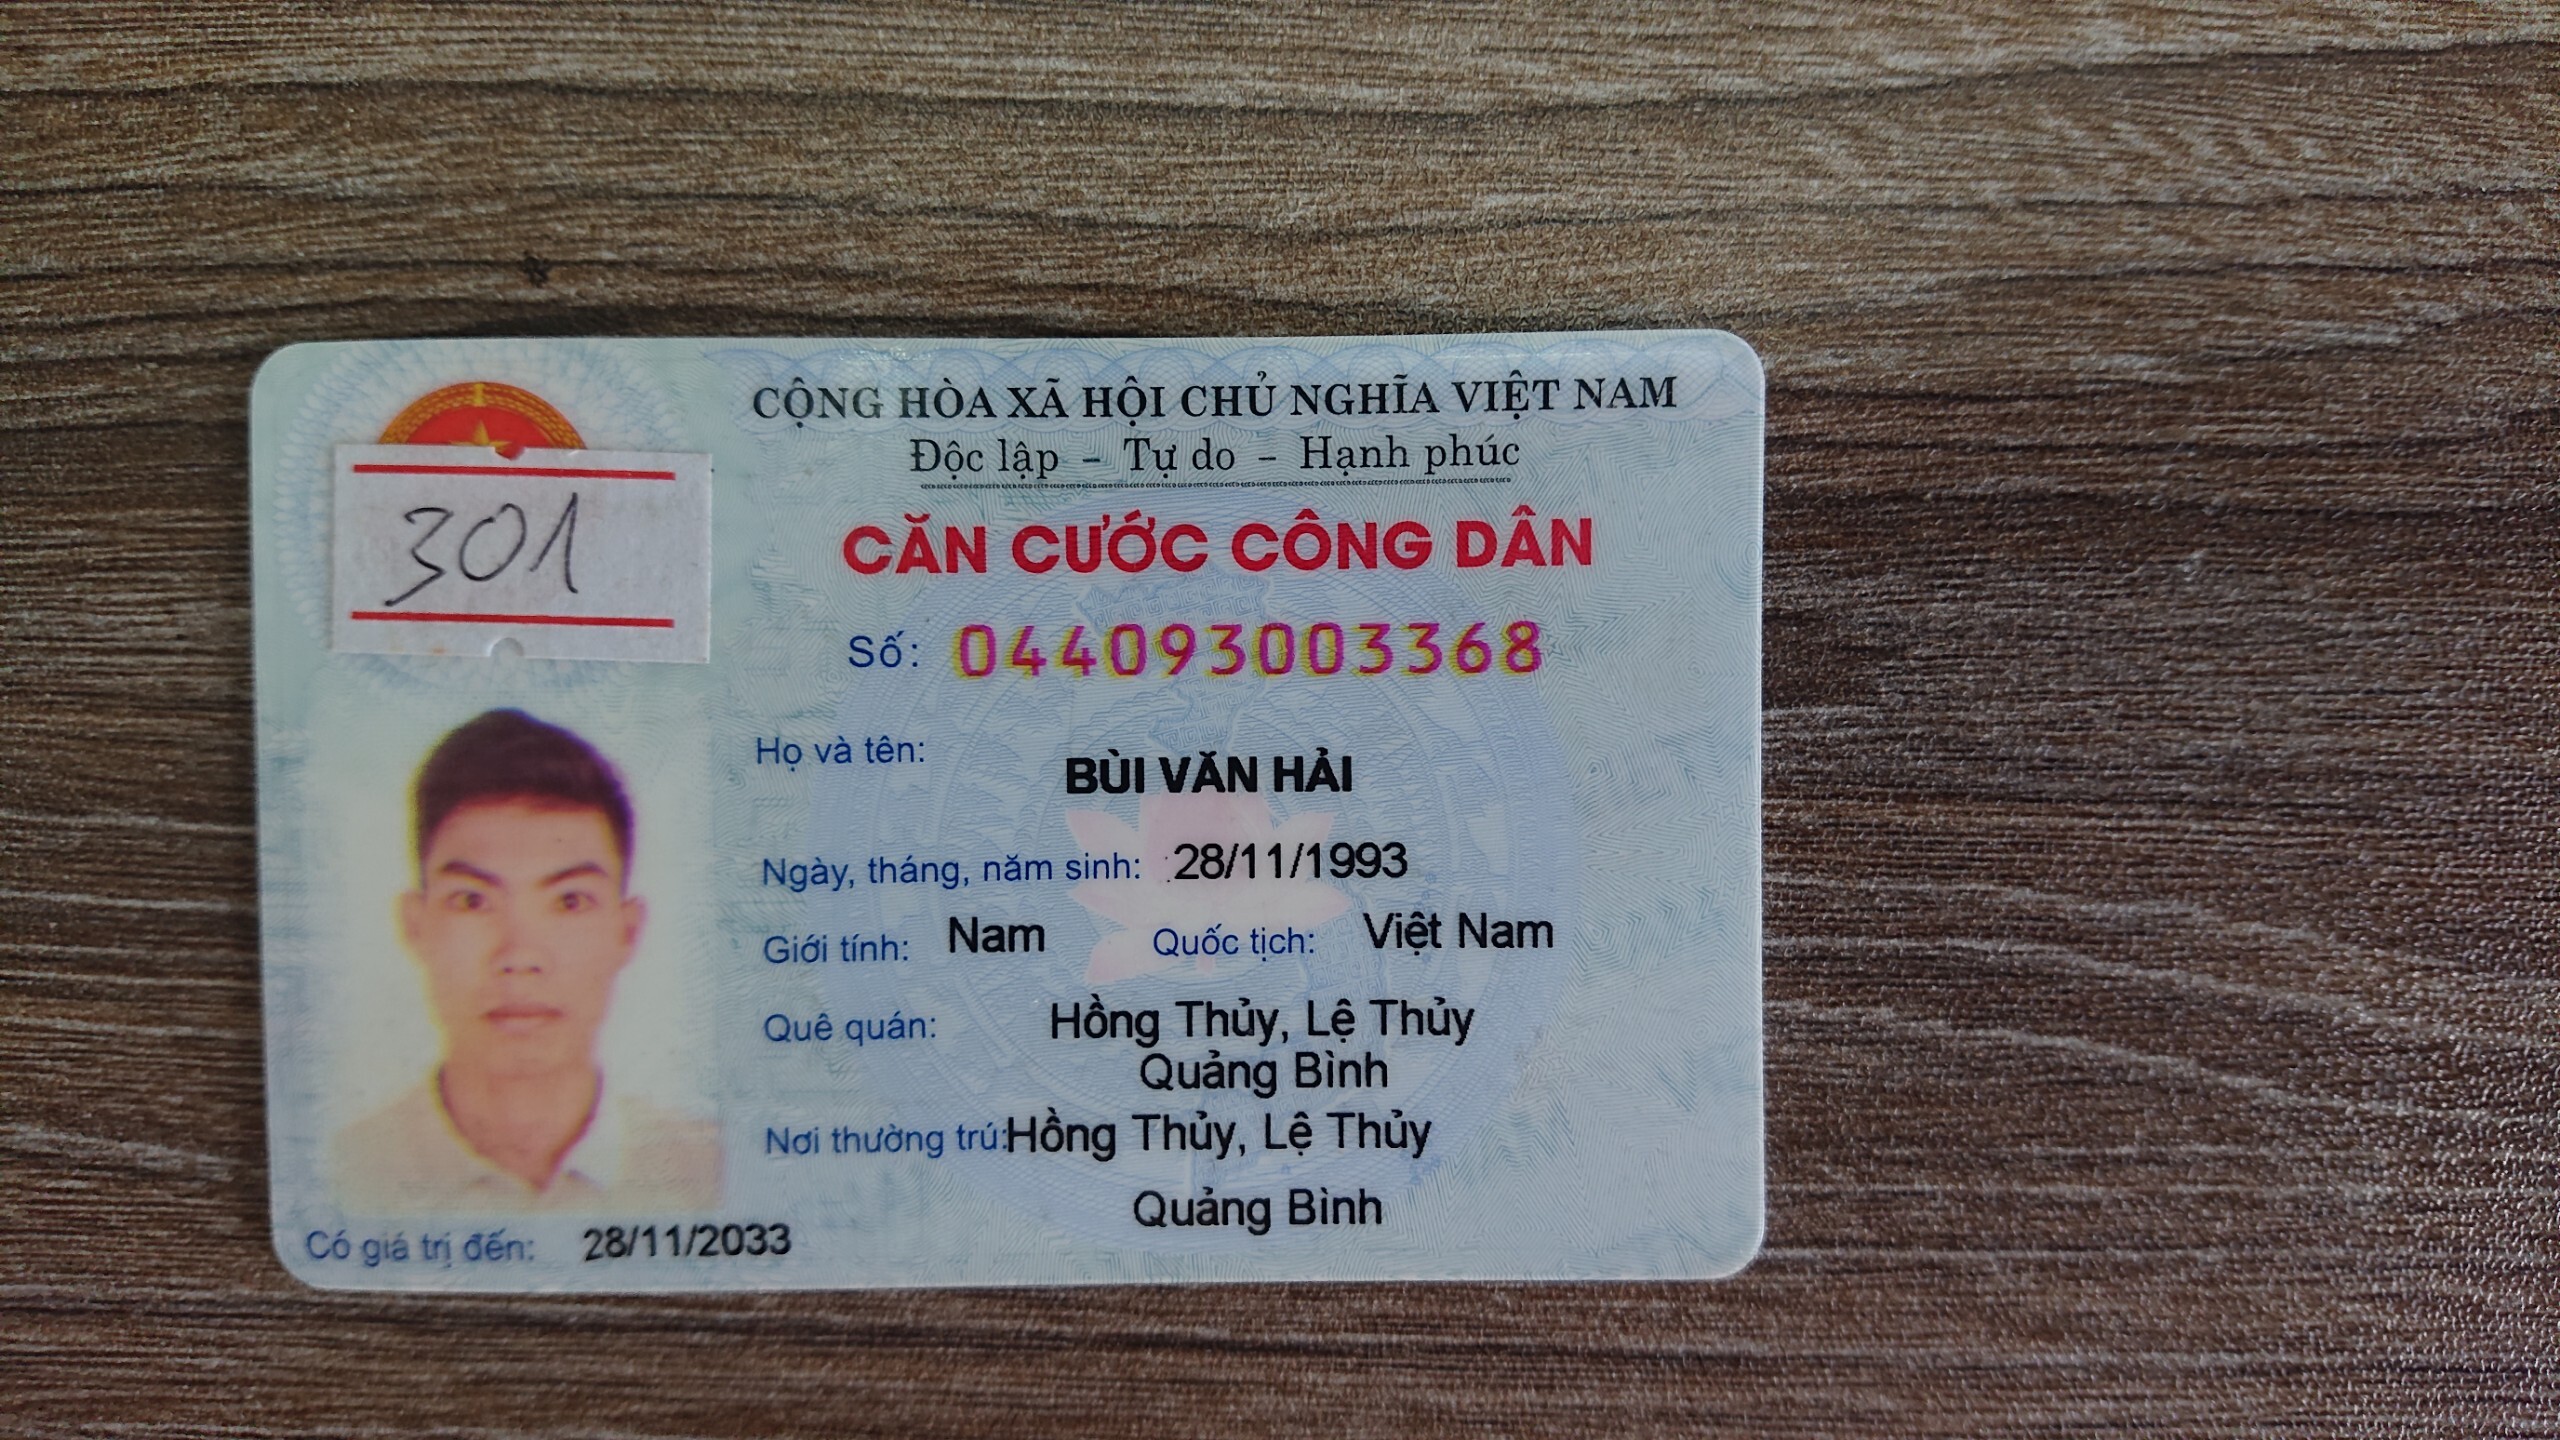 CỘNG HÒA XÃ HỘI CHỦ NGHĨA VIỆT NAM
Độc lập - Tự do - Hạnh phúc
301
CĂN CƯỚC CÔNG DÂN
Số: 044093003368
Họ và tên: BÙI VĂN HẢI
Ngày, tháng, năm sinh: 28/11/1993
Giới tính: Nam Quốc tịch: Việt Nam
Quê quán: Hồng Thủy, Lệ Thủy
Quảng Bình
Nơi thường trú: Hồng Thủy, Lệ Thủy
Quảng Bình
Có giá trị đến: 28/11/2033